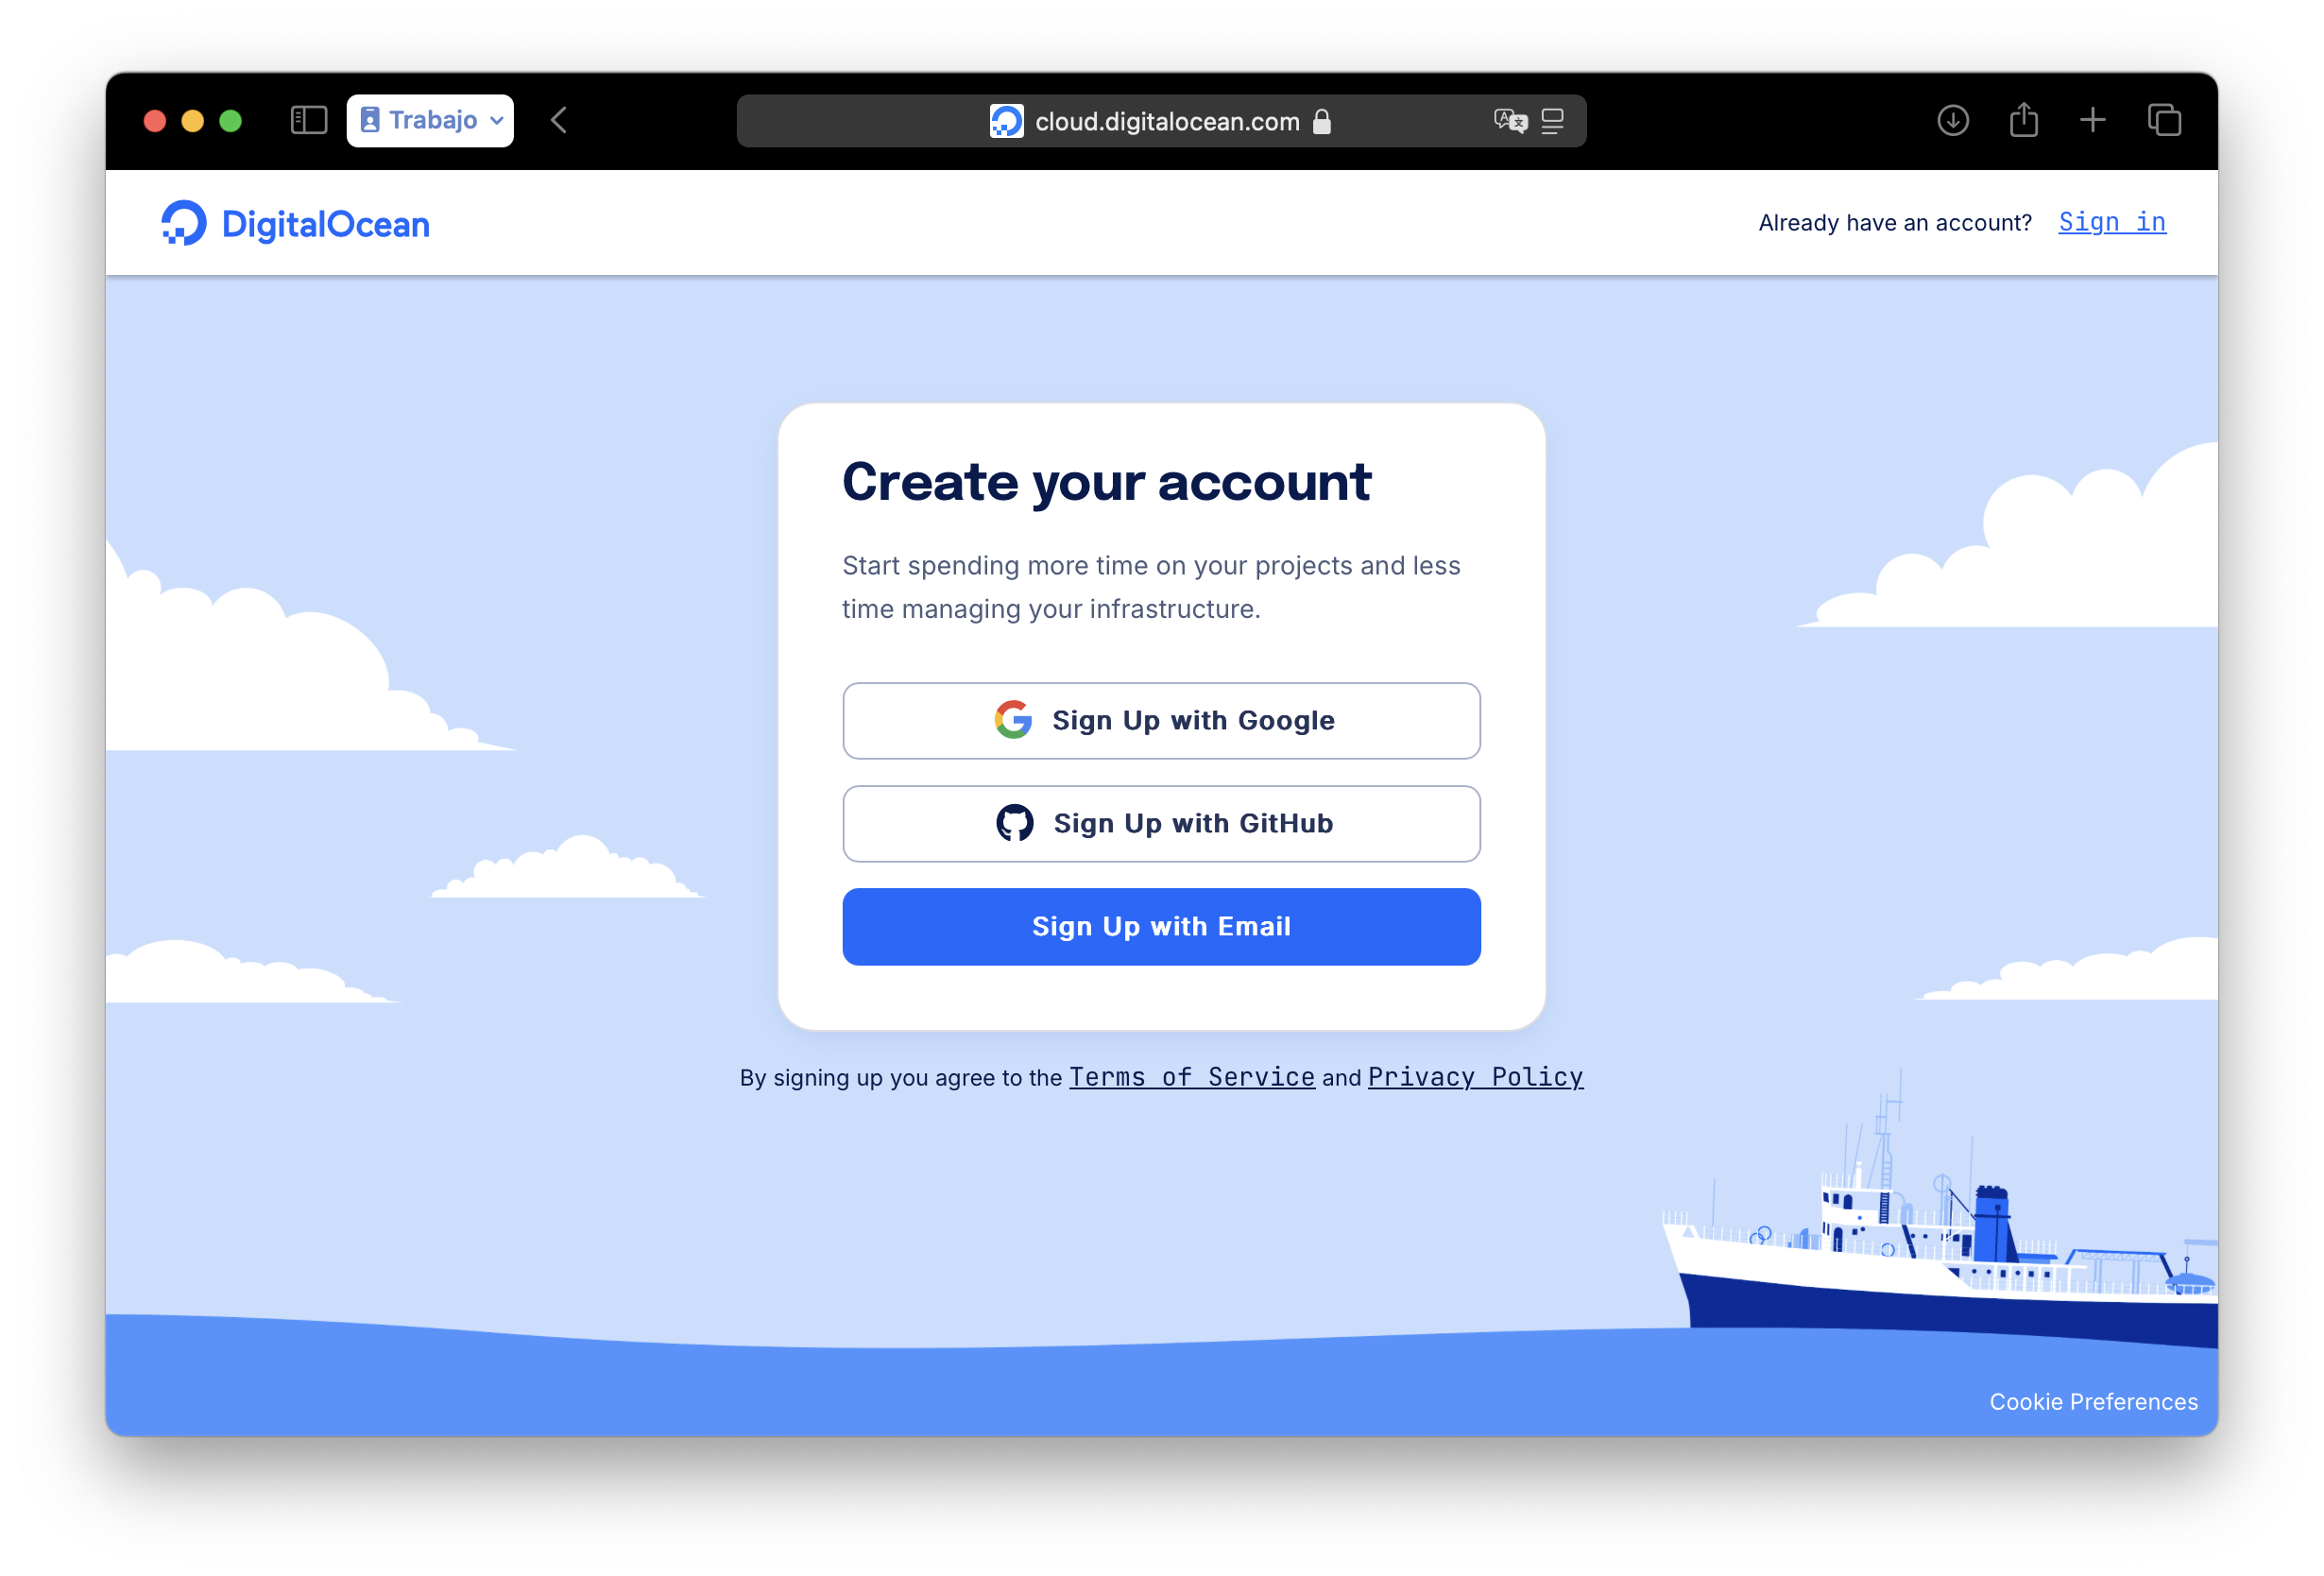 Trabajo
cloud.digitalocean.com
DigitalOcean
Already have an account? Sign in
Create your account
Start spending more time on your projects and less
time managing your infrastructure.
Sign Up with Google
Sign Up with GitHub
Sign Up with Email
By signing up you agree to the Terms of Service and Privacy Policy
Cookie Preferences